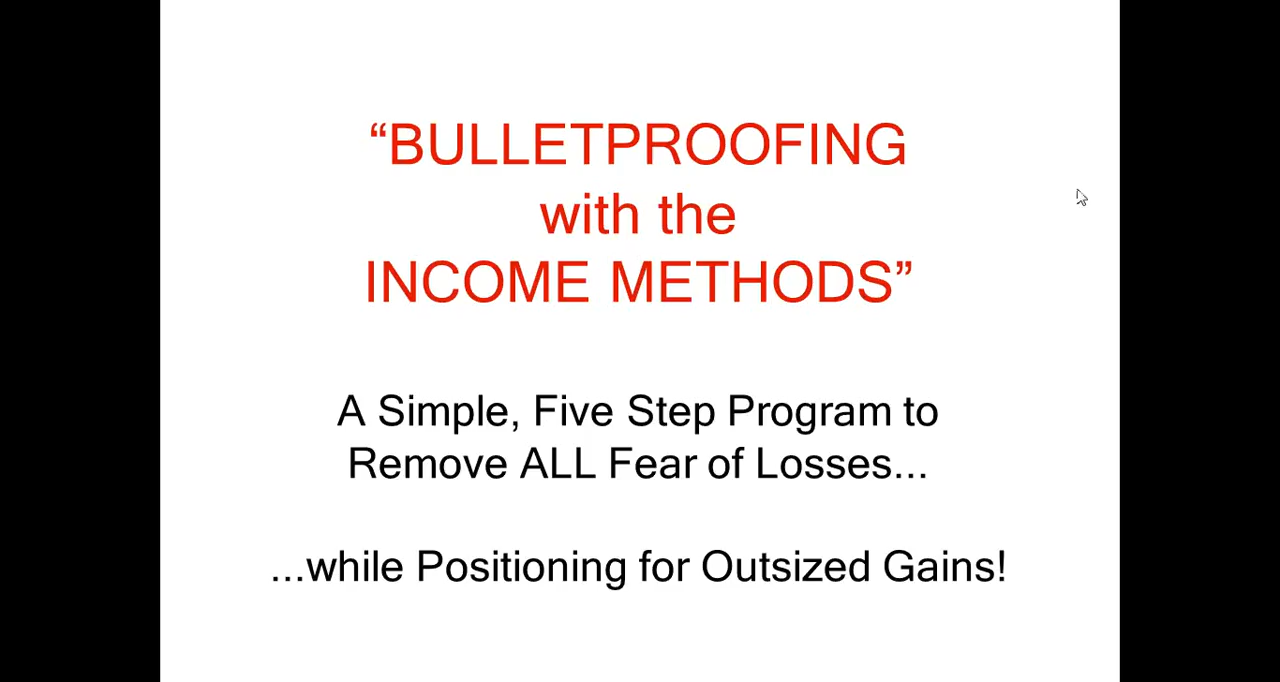 “BULLETPROOFING
with the
INCOME METHODS”
A Simple, Five Step Program to
Remove ALL Fear of Losses...
...while Positioning for Outsized Gains!